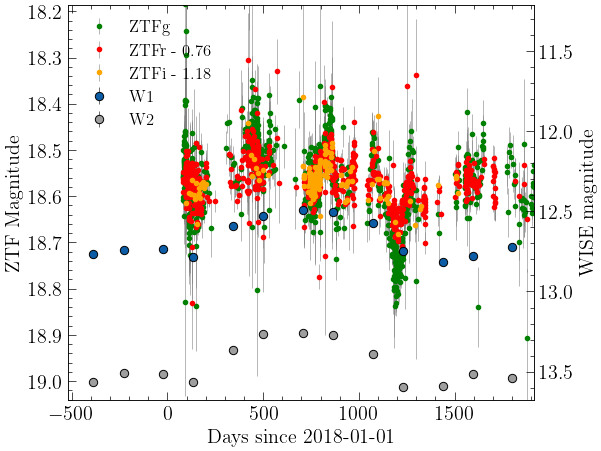 ZTFg
ZTFr - 0.76
ZTFi - 1.18
W1
W2
18.2
18.3
18.4
18.5
18.6
18.7
18.8
18.9
19.0
ZTF Magnitude
11.5
12.0
12.5
13.0
13.5
WISE magnitude
−500
0
500
1000
1500
Days since 2018-01-01